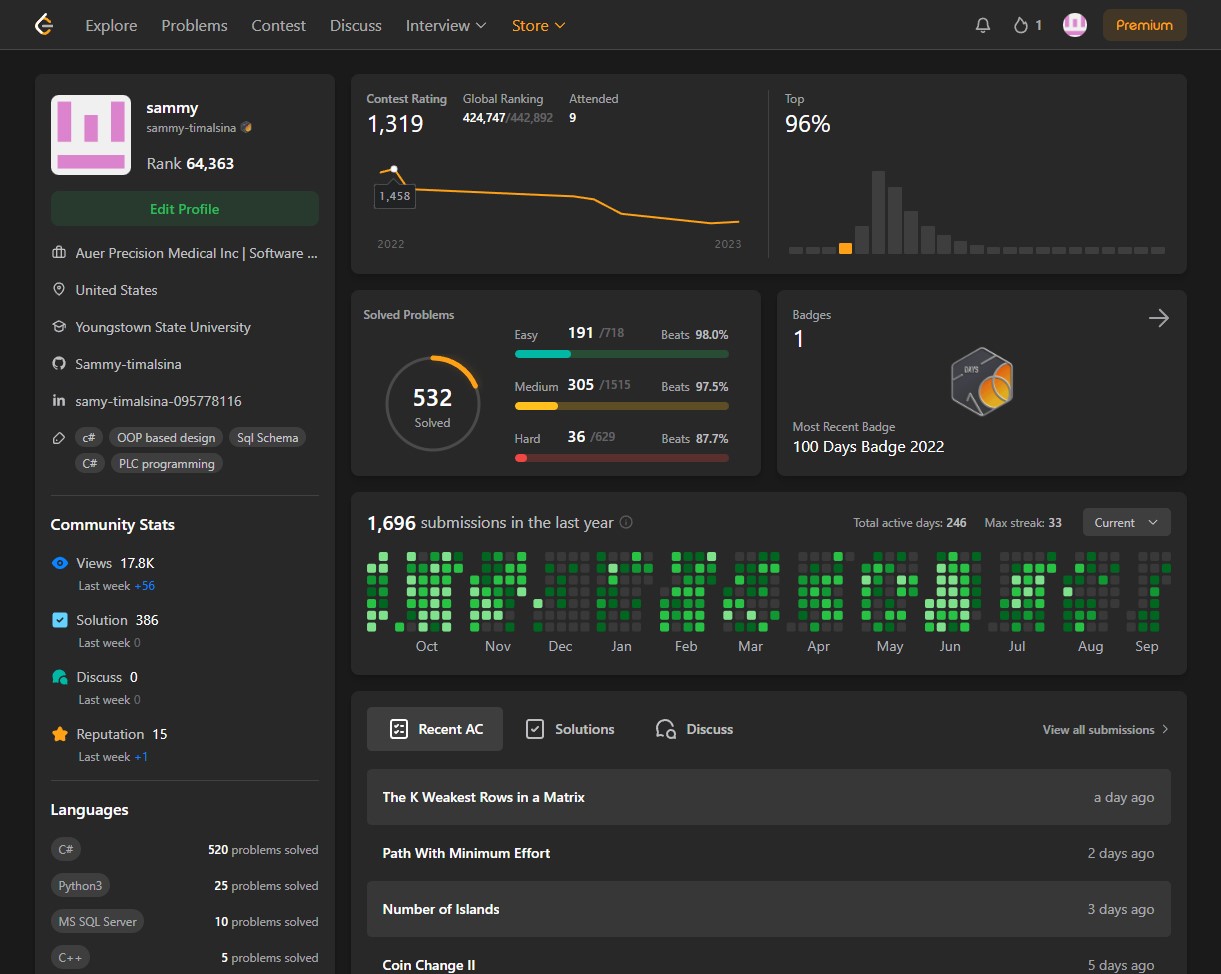 Explore Problems Contest Discuss Interview Store 1 Premium
sammy
sammy-timalsina
Rank 64,363
Edit Profile
Auer Precision Medical Inc | Software ...
United States
Youngstown State University
Sammy-timalsina
samy-timalsina-095778116
c# OOP based design Sql Schema
C# PLC programming
Community Stats
Views 17.8K
Last week +56
Solution 386
Last week 0
Discuss 0
Last week 0
Reputation 15
Last week +1
Languages
C# 520 problems solved
Python3 25 problems solved
MS SQL Server 10 problems solved
C++ 5 problems solved
Contest Rating Global Ranking Attended
1,319 424,747/442,892 9
1,458
2022 2023
Top
96%
Solved Problems
532
Solved
Easy 191 /718 Beats 98.0%
Medium 305 /1515 Beats 97.5%
Hard 36 /629 Beats 87.7%
Badges
1
DAYS
Most Recent Badge
100 Days Badge 2022
1,696 submissions in the last year Total active days: 246 Max streak: 33 Current
Oct Nov Dec Jan Feb Mar Apr May Jun Jul Aug Sep
Recent AC Solutions Discuss View all submissions
The K Weakest Rows in a Matrix a day ago
Path With Minimum Effort 2 days ago
Number of Islands 3 days ago
Coin Change II 5 days ago